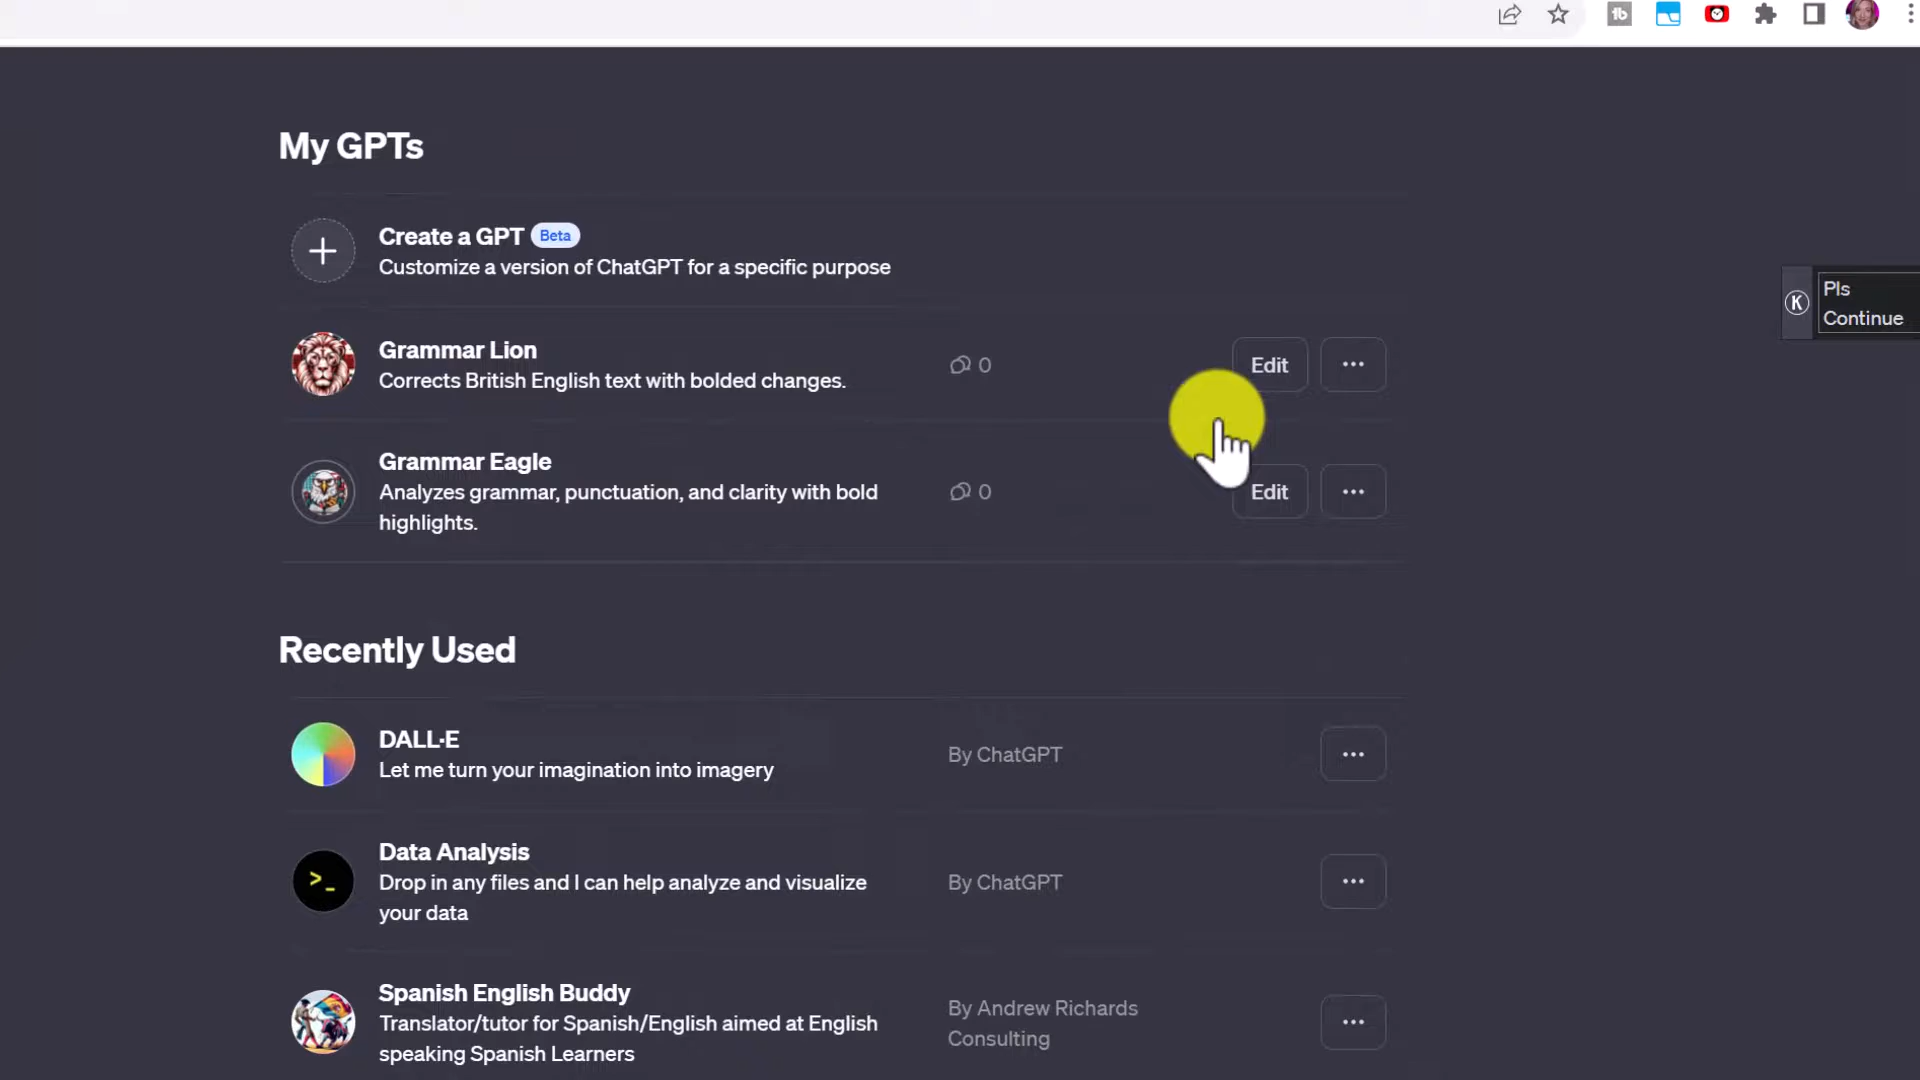 tb
My GPTs
Create a GPT Beta
Customize a version of ChatGPT for a specific purpose
K
Pls
Continue
Grammar Lion
Corrects British English text with bolded changes.
0
Edit
...
Grammar Eagle
Analyzes grammar, punctuation, and clarity with bold
highlights.
0
Edit
...
Recently Used
DALL·E
Let me turn your imagination into imagery
By ChatGPT
...
>_
Data Analysis
Drop in any files and I can help analyze and visualize
your data
By ChatGPT
...
Spanish English Buddy
Translator/tutor for Spanish/English aimed at English
speaking Spanish Learners
By Andrew Richards
Consulting
...